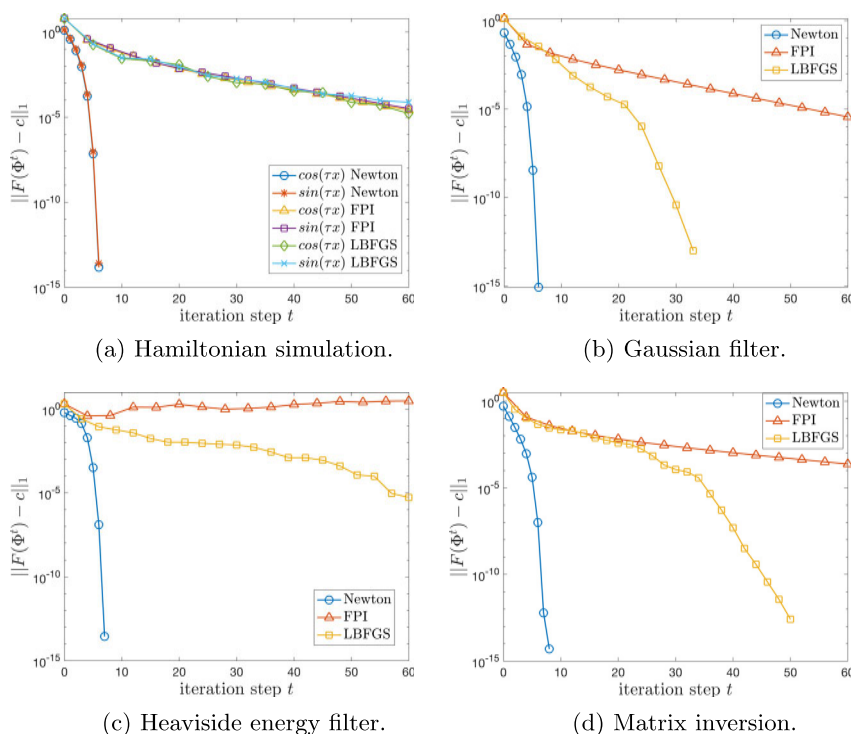 10^0
10^-5
10^-10
10^-15
||F(Φ^t) − c||_1
0 10 20 30 40 50 60
iteration step t
cos(τx) Newton
sin(τx) Newton
cos(τx) FPI
sin(τx) FPI
cos(τx) LBFGS
sin(τx) LBFGS
(a) Hamiltonian simulation.
10^0
10^-5
10^-10
10^-15
||F(Φ^t) − c||_1
0 10 20 30 40 50 60
iteration step t
Newton
FPI
LBFGS
(b) Gaussian filter.
10^0
10^-5
10^-10
10^-15
||F(Φ^t) − c||_1
0 10 20 30 40 50 60
iteration step t
Newton
FPI
LBFGS
(c) Heaviside energy filter.
10^0
10^-5
10^-10
10^-15
||F(Φ^t) − c||_1
0 10 20 30 40 50 60
iteration step t
Newton
FPI
LBFGS
(d) Matrix inversion.